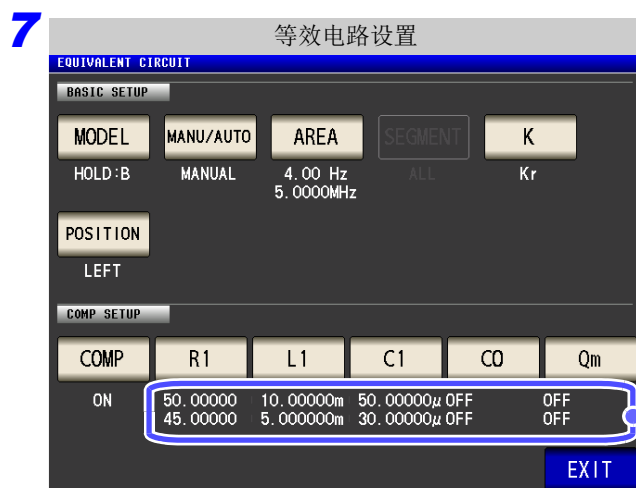 7
等效电路设置
EQUIVALENT CIRCUIT
BASIC SETUP
MODEL MANU/AUTO AREA SEGMENT K
HOLD:B MANUAL 4.00 Hz ALL Kr
5.0000MHz
POSITION
LEFT
COMP SETUP
COMP R1 L1 C1 C0 Qm
ON 50.00000 10.00000m 50.00000μ OFF OFF
45.00000 5.000000m 30.00000μ OFF OFF
EXIT